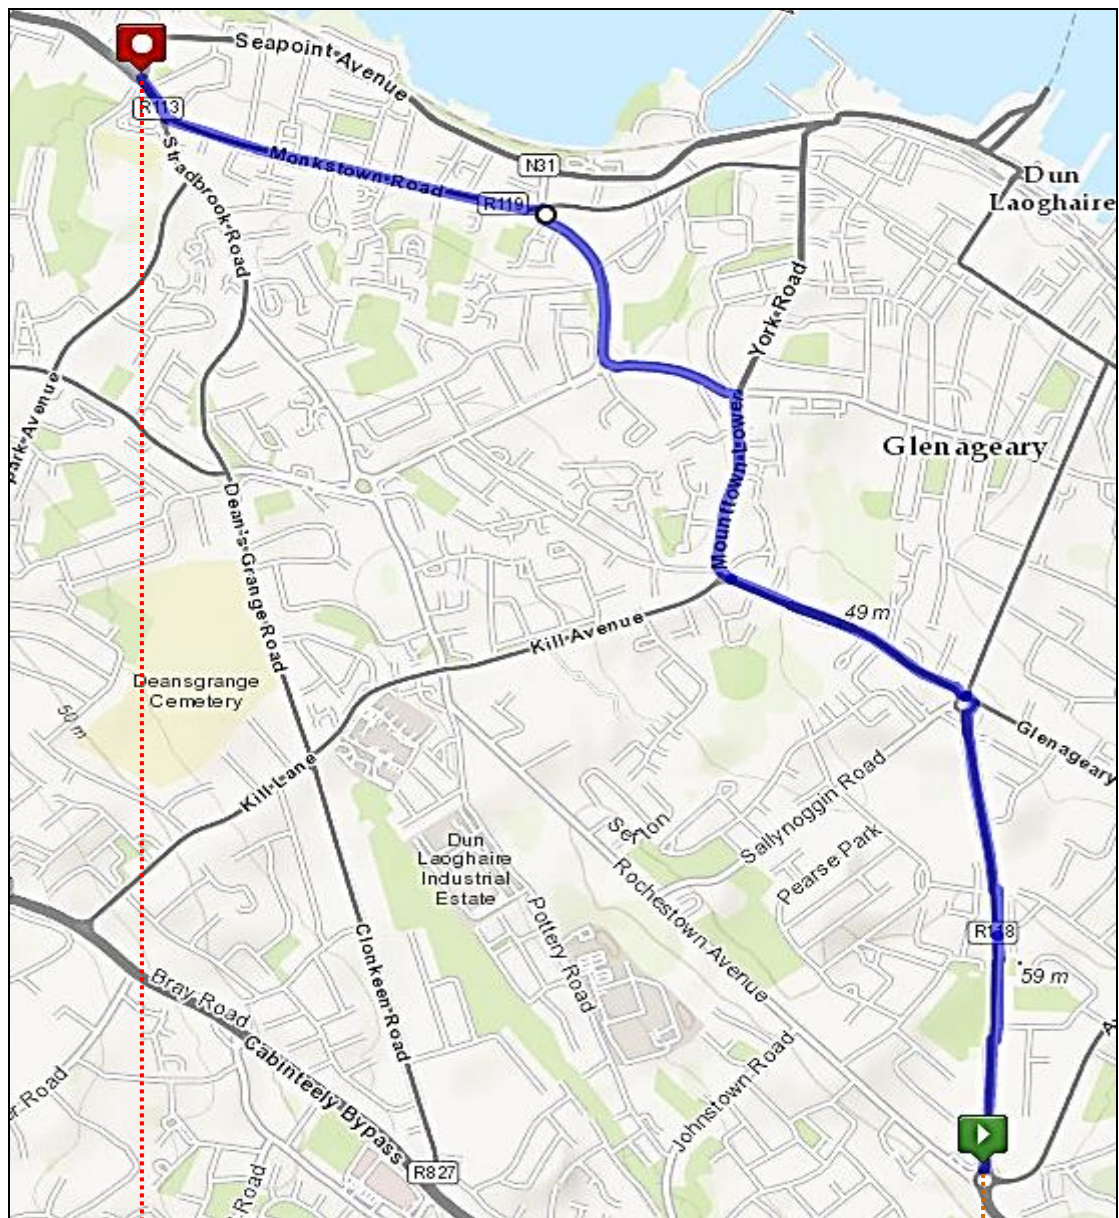 Seapoint Avenue
R113
Stradbrook Road
Monkstown Road
N31
R119
Dun
Laoghaire
York Road
Park Avenue
Glenageary
Mounttown Lower
Dean's Grange Road
49 m
Kill Avenue
Deansgrange
Cemetery
50 m
Glenageary
Kill Lane
Sallynoggin Road
Dun
Laoghaire
Industrial
Estate
Pearse Park
Rochestown Avenue
Pottery Road
R118
59 m
Clonkeen Road
Bray Road
Cabinteely Bypass
Johnstown Road
R827
Road